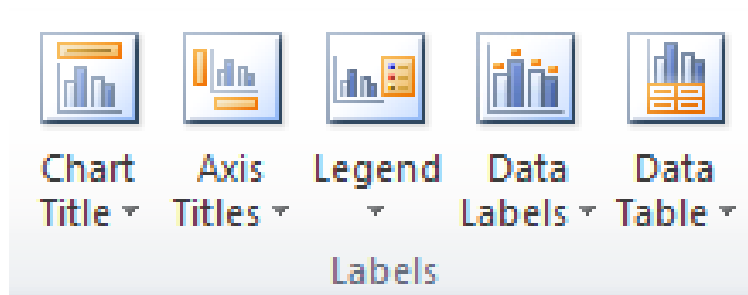 Chart Axis Legend Data Data
Title Titles Labels Table
Labels